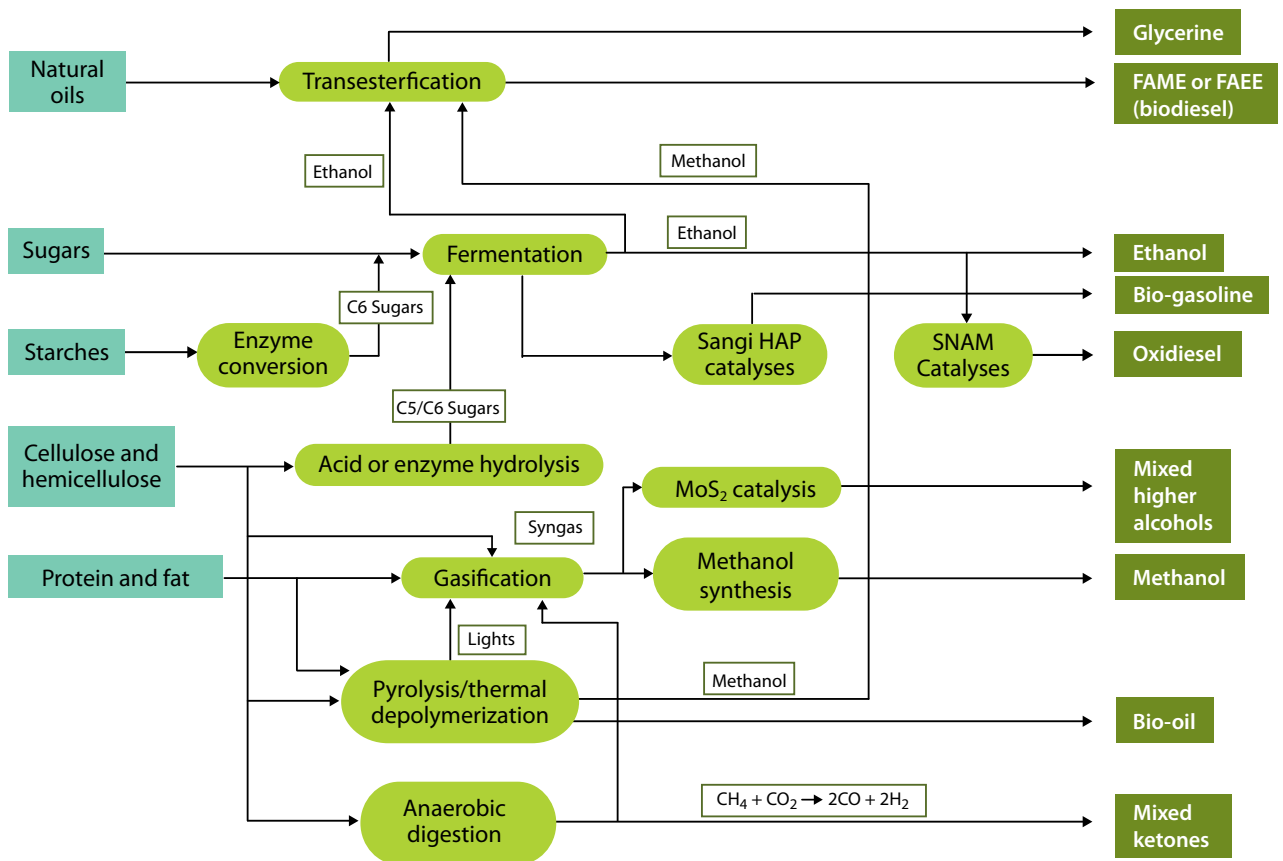 Glycerine
Natural
oils
Transesterfication
FAME or FAEE
(biodiesel)
Ethanol
Methanol
Sugars
Fermentation
Ethanol
Ethanol
C6 Sugars
Bio-gasoline
Starches
Enzyme
conversion
Sangi HAP
catalyses
SNAM
Catalyses
Oxidiesel
C5/C6 Sugars
Cellulose and
hemicellulose
Acid or enzyme hydrolysis
MoS₂ catalysis
Mixed
higher
alcohols
Syngas
Protein and fat
Gasification
Methanol
synthesis
Methanol
Lights
Pyrolysis/thermal
depolymerization
Methanol
Bio-oil
Anaerobic
digestion
CH₄ + CO₂ → 2CO + 2H₂
Mixed
ketones